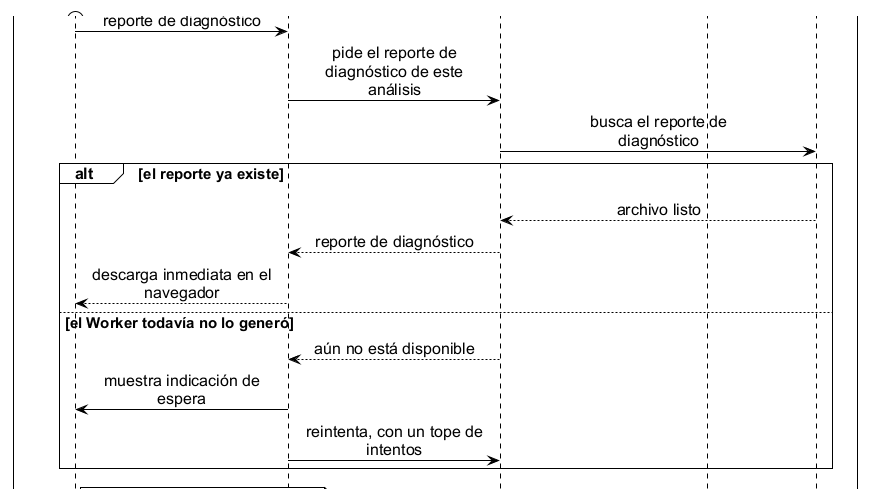 reporte de diagnóstico
pide el reporte de
diagnóstico de este
análisis
busca el reporte de
diagnóstico
alt
[el reporte ya existe]
archivo listo
reporte de diagnóstico
descarga inmediata en el
navegador
[el Worker todavía no lo generó]
aún no está disponible
muestra indicación de
espera
reintenta, con un tope de
intentos